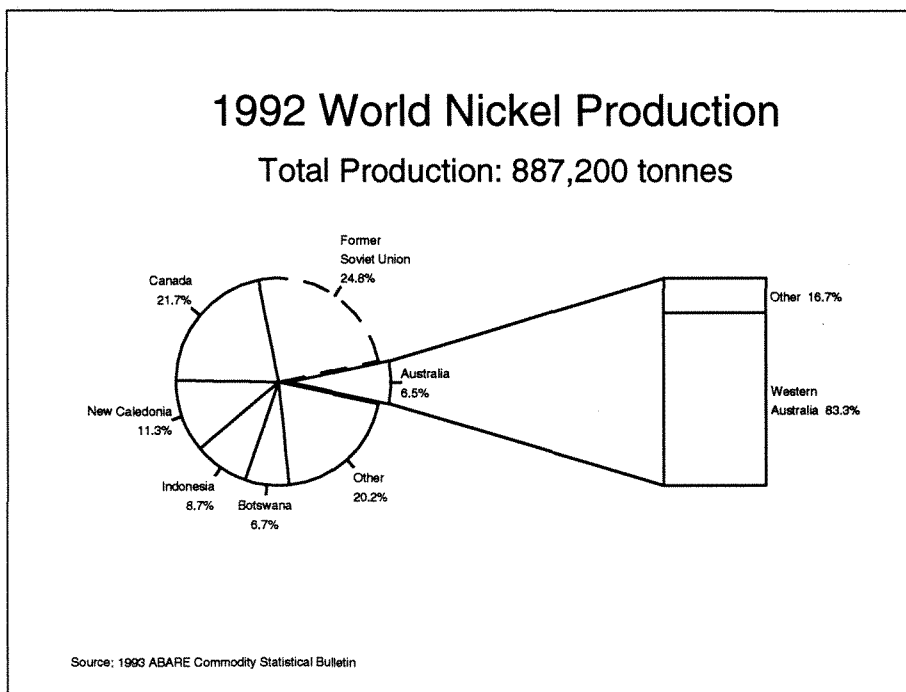 1992 World Nickel Production
Total Production: 887,200 tonnes
Former
Soviet Union
24.8%
Canada
21.7%
Australia
6.5%
New Caledonia
11.3%
Indonesia
8.7%
Botswana
6.7%
Other
20.2%
Other 16.7%
Western
Australia 83.3%
Source: 1993 ABARE Commodity Statistical Bulletin